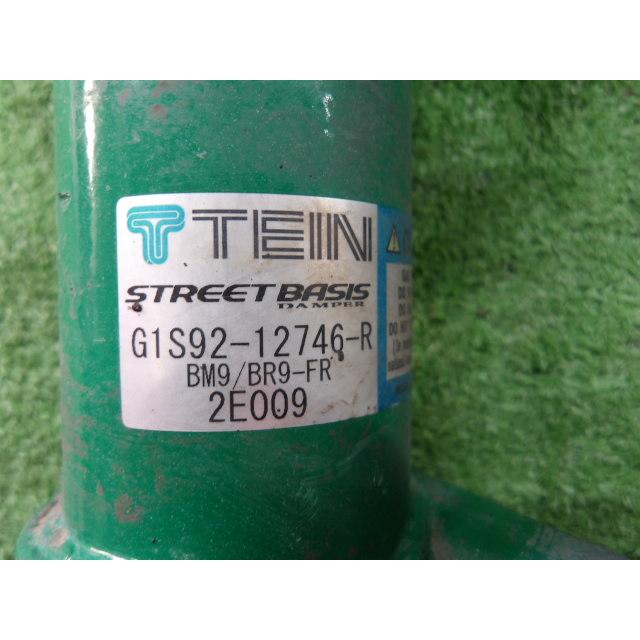 TEIN
STREET BASIS
DAMPER
G1S92-12746-R
BM9/BR9-FR
2E009